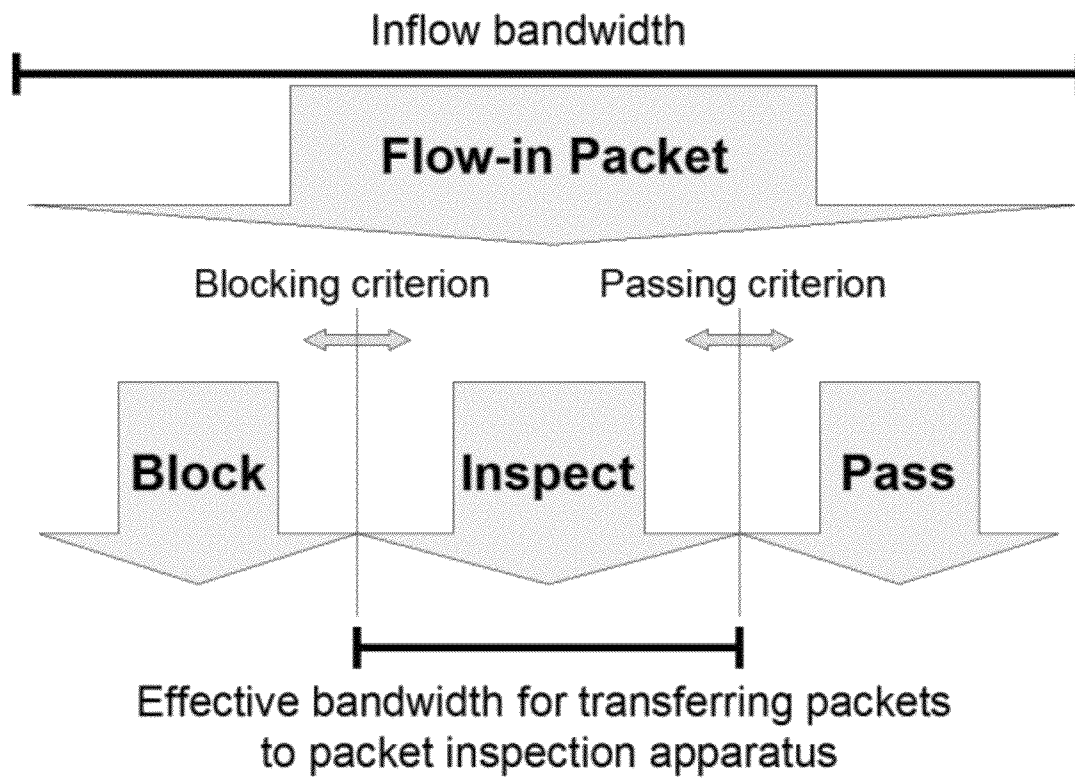 Inflow bandwidth
Flow-in Packet
Blocking criterion
Passing criterion
Block
Inspect
Pass
Effective bandwidth for transferring packets
to packet inspection apparatus